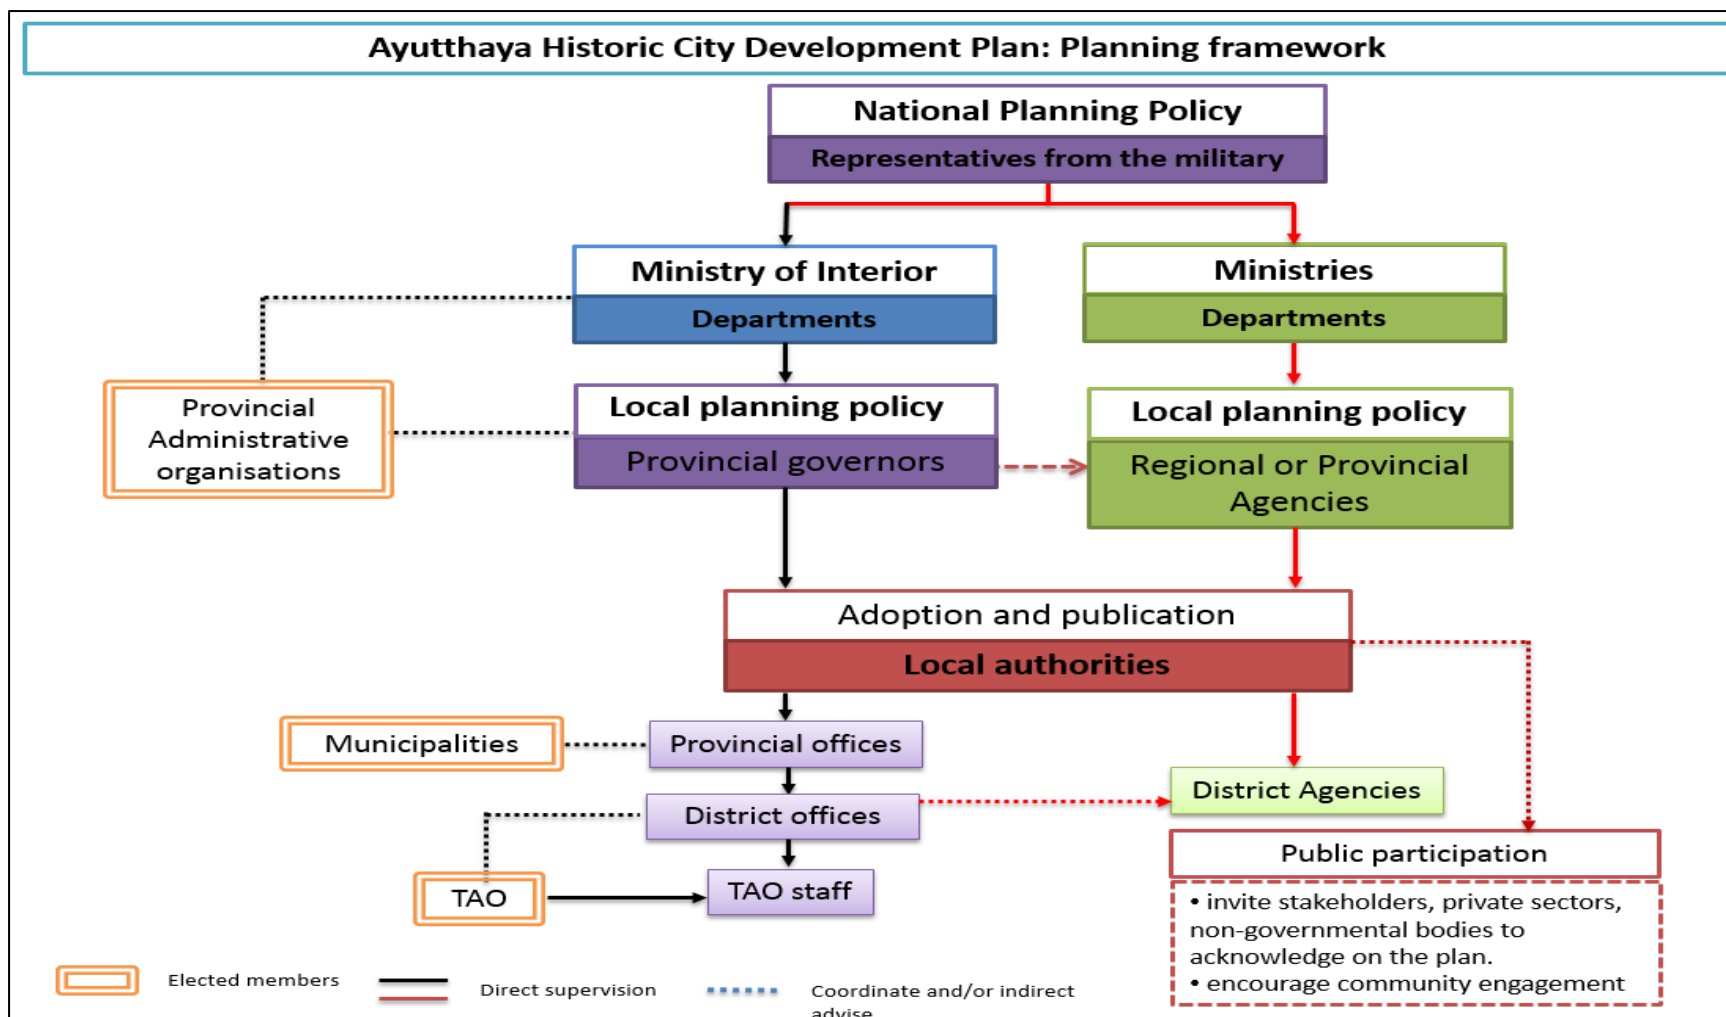 Ayutthaya Historic City Development Plan: Planning framework
National Planning Policy
Representatives from the military
Ministry of Interior
Departments
Ministries
Departments
Provincial
Administrative
organisations
Local planning policy
Provincial governors
Local planning policy
Regional or Provincial
Agencies
Adoption and publication
Local authorities
Municipalities
Provincial offices
District offices
District Agencies
TAO
TAO staff
Public participation
• invite stakeholders, private sectors,
non-governmental bodies to
acknowledge on the plan.
• encourage community engagement
Elected members
Direct supervision
Coordinate and/or indirect
advise